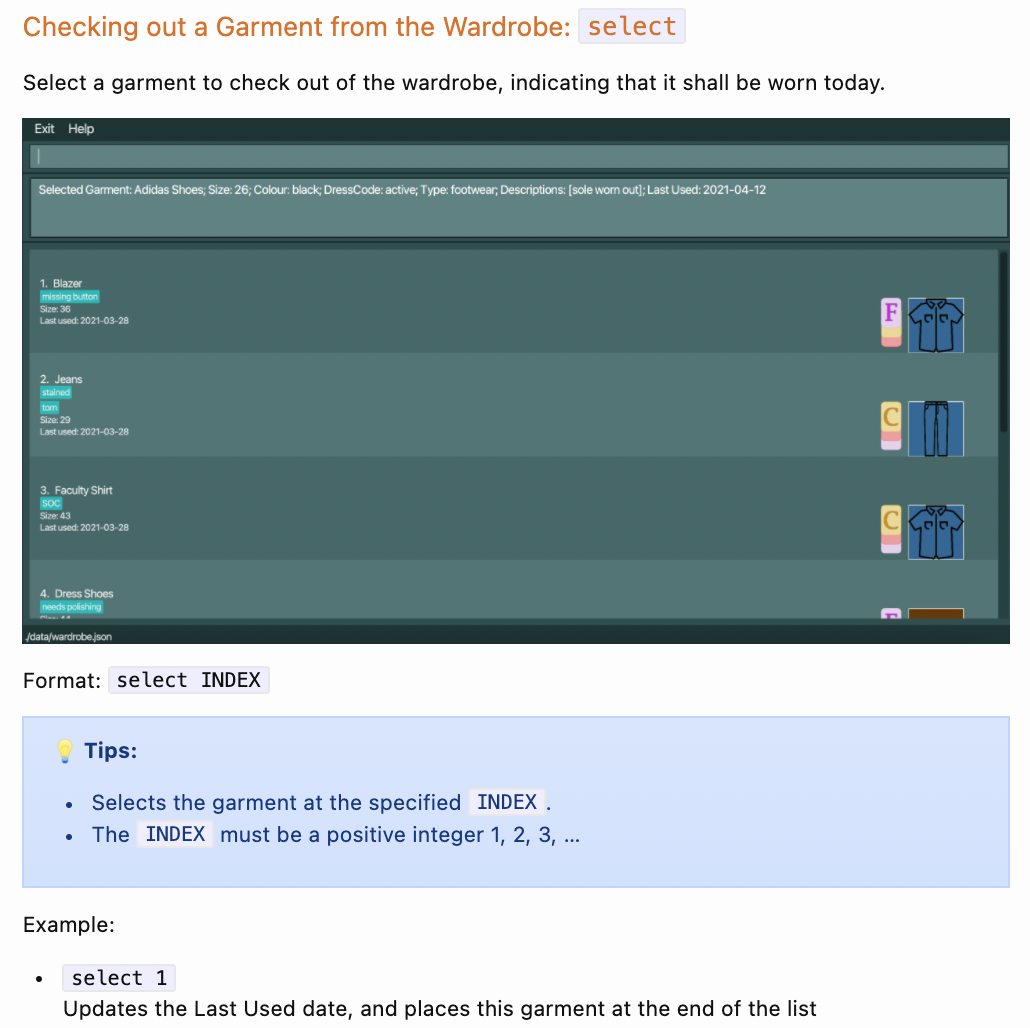 Checking out a Garment from the Wardrobe: select
Select a garment to check out of the wardrobe, indicating that it shall be worn today.
Exit Help
Selected Garment: Adidas Shoes; Size: 26; Colour: black; DressCode: active; Type: footwear; Descriptions: [sole worn out]; Last Used: 2021-04-12
1. Blazer
missing button
Size: 36
Last used: 2021-03-28
F
2. Jeans
stained
torn
Size: 29
Last used: 2021-03-28
C
3. Faculty Shirt
SOC
Size: 43
Last used: 2021-03-28
C
4. Dress Shoes
needs polishing
./data/wardrobe.json
Format: select INDEX
Tips:
• Selects the garment at the specified INDEX.
• The INDEX must be a positive integer 1, 2, 3, …
Example:
• select 1
Updates the Last Used date, and places this garment at the end of the list